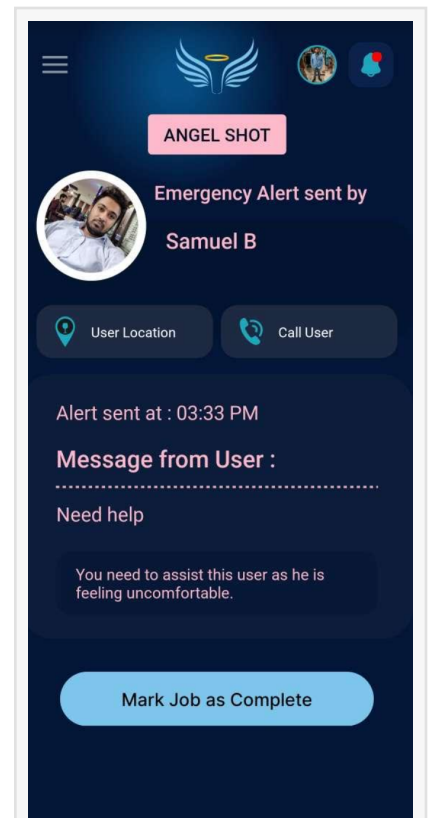 ANGEL SHOT
Emergency Alert sent by
Samuel B
User Location
Call User
Alert sent at : 03:33 PM
Message from User :
Need help
You need to assist this user as he is
feeling uncomfortable.
Mark Job as Complete